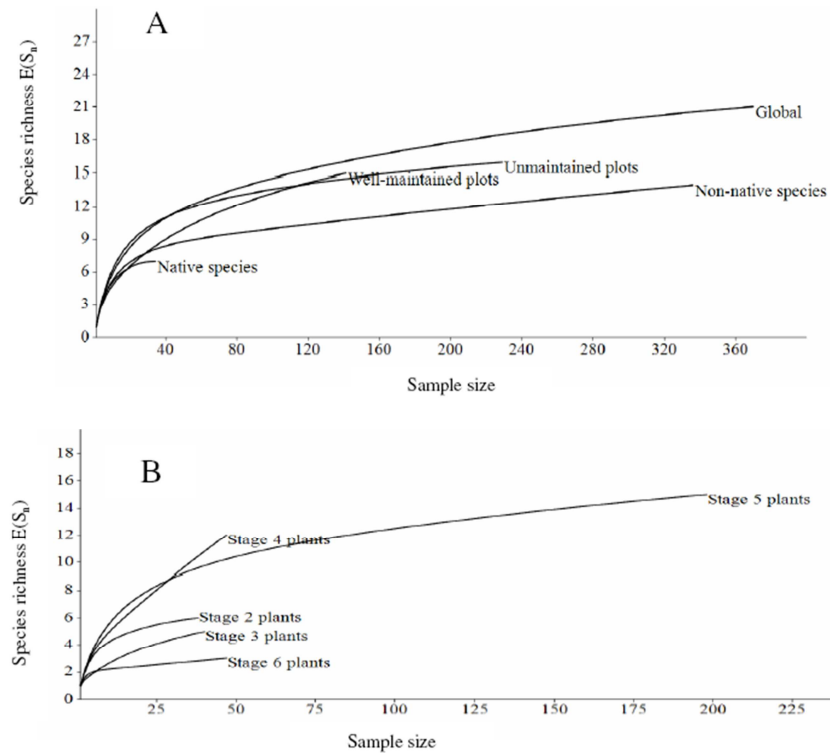 A
Species richness E(Sn)
27
24
21
18
15
12
9
6
3
0
Global
Unmaintained plots
Well-maintained plots
Non-native species
Native species
40 80 120 160 200 240 280 320 360
Sample size
B
Species richness E(Sn)
18
16
14
12
10
8
6
4
2
0
Stage 5 plants
Stage 4 plants
Stage 2 plants
Stage 3 plants
Stage 6 plants
25 50 75 100 125 150 175 200 225
Sample size